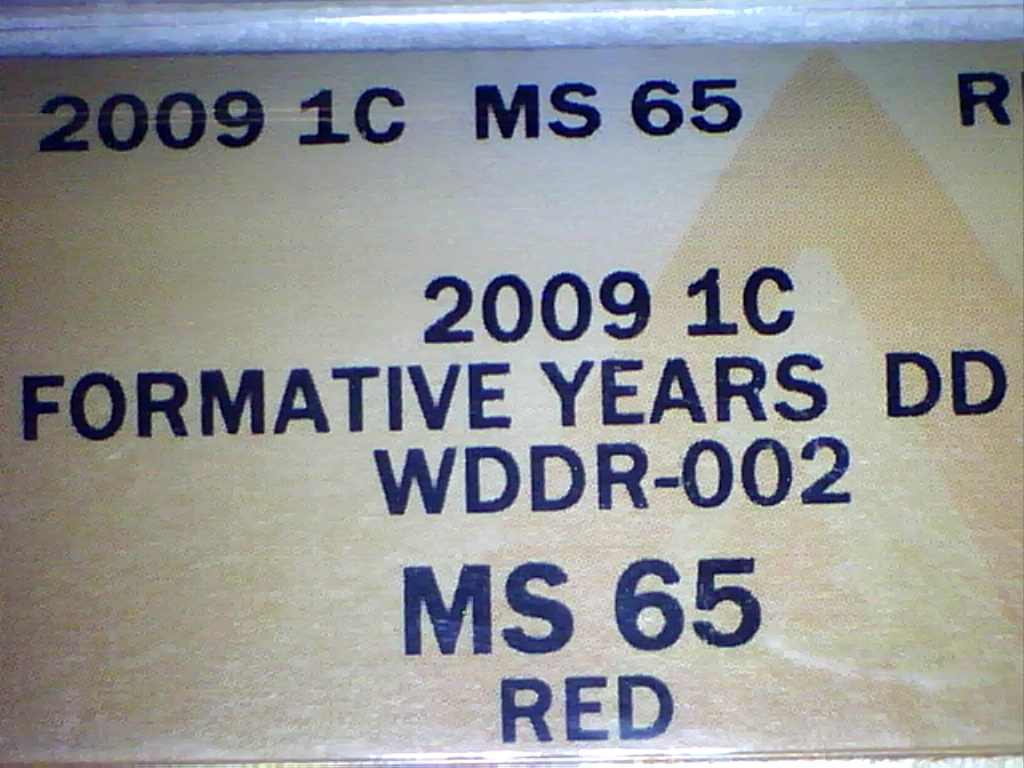 2009 1C MS 65
2009 1C
FORMATIVE YEARS DD
WDDR-002
MS 65
RED